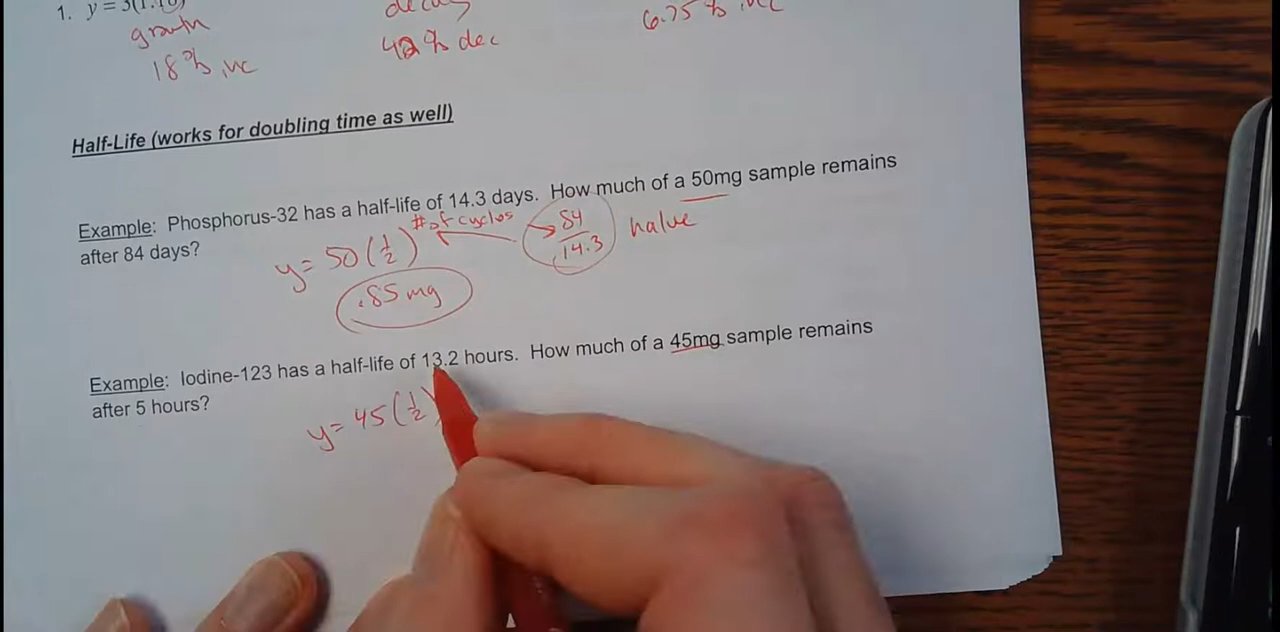 1. y = 3(1.18)
growth
18% inc
decay
42% dec
6.75% inc
Half-Life (works for doubling time as well)
Example: Phosphorus-32 has a half-life of 14.3 days. How much of a 50mg sample remains
after 84 days?
y = 50 (1/2) # of cycles
84/14.3 halve
.85 mg
Example: Iodine-123 has a half-life of 13.2 hours. How much of a 45mg sample remains
after 5 hours?
y = 45 (1/2)